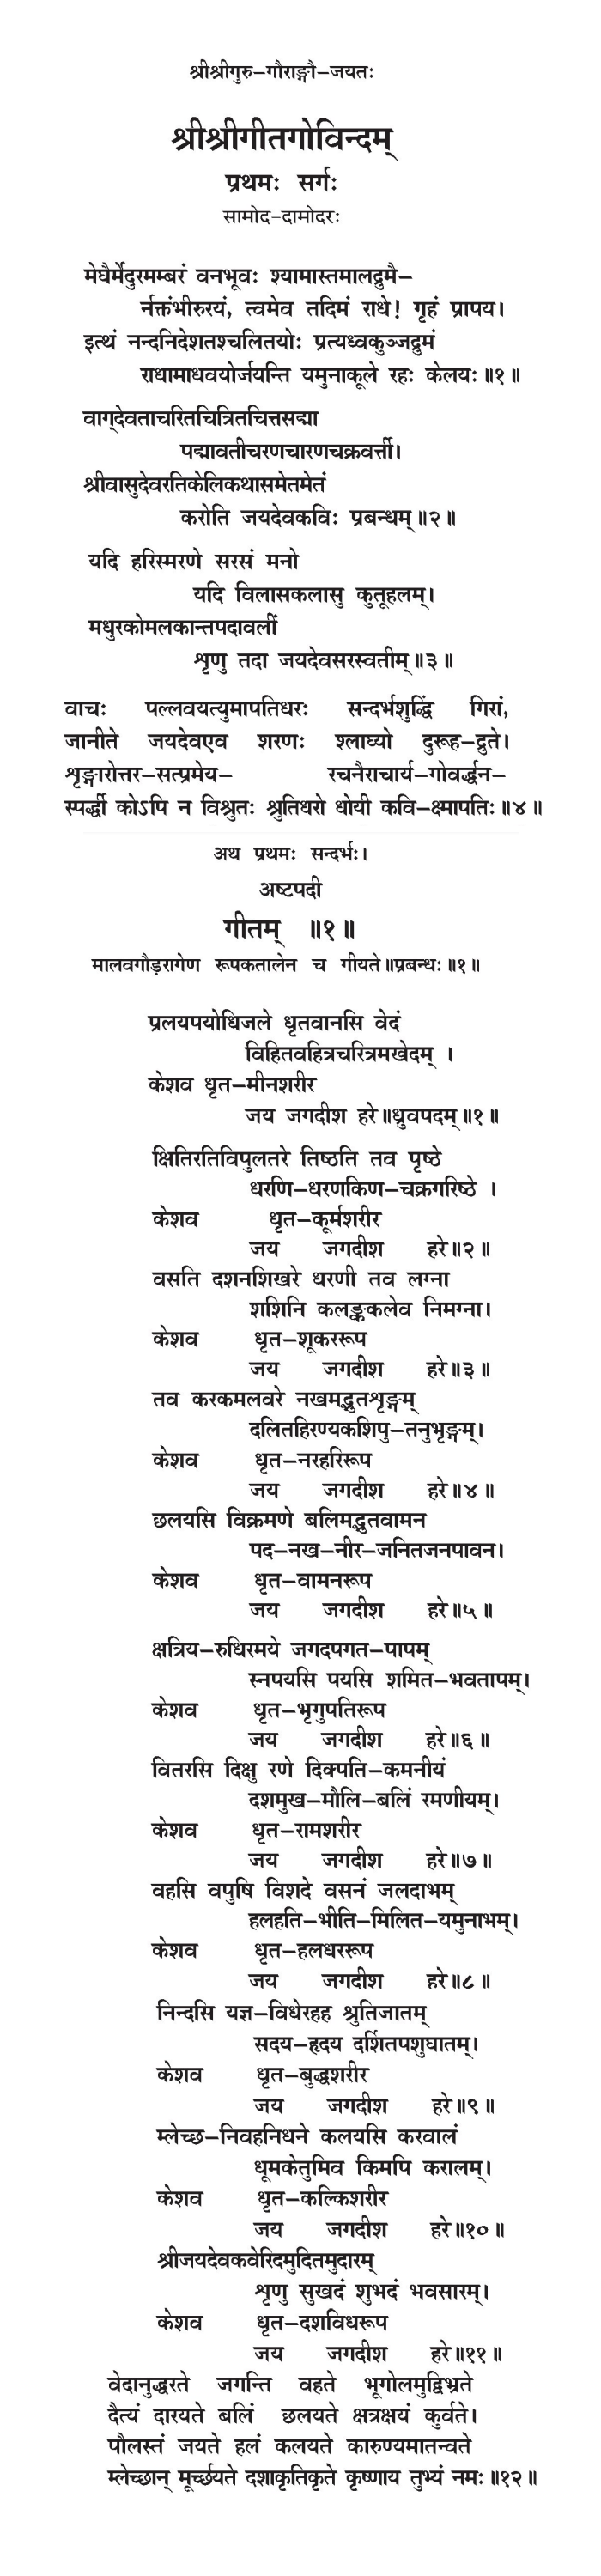 श्रीश्रीगुरु–गौराङ्गौ–जयतः
श्रीश्रीगीतगोविन्दम्
प्रथमः सर्गः
सामोद-दामोदरः
मेघैर्मेदुरमम्बरं वनभूवः श्यामास्तमालद्रुमै–
र्नक्तंभीरुरयं, त्वमेव तदिमं राधे! गृहं प्रापय।
इत्थं नन्दनिदेशतश्चलितयोः प्रत्यध्वकुञ्जद्रुमं
राधामाधवयोर्जयन्ति यमुनाकूले रहः केलयः॥१॥
वाग्देवताचरितचित्रितचित्तसद्मा
पद्मावतीचरणचारणचक्रवर्त्ती।
श्रीवासुदेवरतिकेलिकथासमेतमेतं
करोति जयदेवकविः प्रबन्धम्॥२॥
यदि हरिस्मरणे सरसं मनो
यदि विलासकलासु कुतूहलम्।
मधुरकोमलकान्तपदावलीं
शृणु तदा जयदेवसरस्वतीम्॥३॥
वाचः पल्लवयत्युमापतिधरः सन्दर्भशुद्धिं गिरां,
जानीते जयदेवएव शरणः श्लाघ्यो दुरूह–द्रुते।
शृङ्गारोत्तर–सत्प्रमेय– रचनैराचार्य–गोवर्द्धन–
स्पर्द्धी कोऽपि न विश्रुतः श्रुतिधरो धोयी कवि–क्ष्मापतिः॥४॥
अथ प्रथमः सन्दर्भः।
अष्टपदी
गीतम् ॥१॥
मालवगौड़रागेण रूपकतालेन च गीयते॥प्रबन्धः॥१॥
प्रलयपयोधिजले धृतवानसि वेदं
विहितवहित्रचरित्रमखेदम् ।
केशव धृत–मीनशरीर
जय जगदीश हरे॥ध्रुवपदम्॥१॥
क्षितिरतिविपुलतरे तिष्ठति तव पृष्ठे
धरणि–धरणकिण–चक्रगरिष्ठे ।
केशव धृत–कूर्मशरीर
जय जगदीश हरे॥२॥
वसति दशनशिखरे धरणी तव लग्ना
शशिनि कलङ्ककलेव निमग्ना।
केशव धृत–शूकररूप
जय जगदीश हरे॥३॥
तव करकमलवरे नखमद्भुतशृङ्गम्
दलितहिरण्यकशिपु–तनुभृङ्गम्।
केशव धृत–नरहरिरूप
जय जगदीश हरे॥४॥
छलयसि विक्रमणे बलिमद्भुतवामन
पद–नख–नीर–जनितजनपावन।
केशव धृत–वामनरूप
जय जगदीश हरे॥५॥
क्षत्रिय–रुधिरमये जगदपगत–पापम्
स्नपयसि पयसि शमित–भवतापम्।
केशव धृत–भृगुपतिरूप
जय जगदीश हरे॥६॥
वितरसि दिक्षु रणे दिक्पति–कमनीयं
दशमुख–मौलि–बलिं रमणीयम्।
केशव धृत–रामशरीर
जय जगदीश हरे॥७॥
वहसि वपुषि विशदे वसनं जलदाभम्
हलहति–भीति–मिलित–यमुनाभम्।
केशव धृत–हलधररूप
जय जगदीश हरे॥८॥
निन्दसि यज्ञ–विधेरहह श्रुतिजातम्
सदय–हृदय दर्शितपशुघातम्।
केशव धृत–बुद्धशरीर
जय जगदीश हरे॥९॥
म्लेच्छ–निवहनिधने कलयसि करवालं
धूमकेतुमिव किमपि करालम्।
केशव धृत–कल्किशरीर
जय जगदीश हरे॥१०॥
श्रीजयदेवकवेरिदमुदितमुदारम्
शृणु सुखदं शुभदं भवसारम्।
केशव धृत–दशविधरूप
जय जगदीश हरे॥११॥
वेदानुद्धरते जगन्ति वहते भूगोलमुद्विभ्रते
दैत्यं दारयते बलिं छलयते क्षत्रक्षयं कुर्वते।
पौलस्तं जयते हलं कलयते कारुण्यमातन्वते
म्लेच्छान् मूर्च्छयते दशाकृतिकृते कृष्णाय तुभ्यं नमः॥१२॥